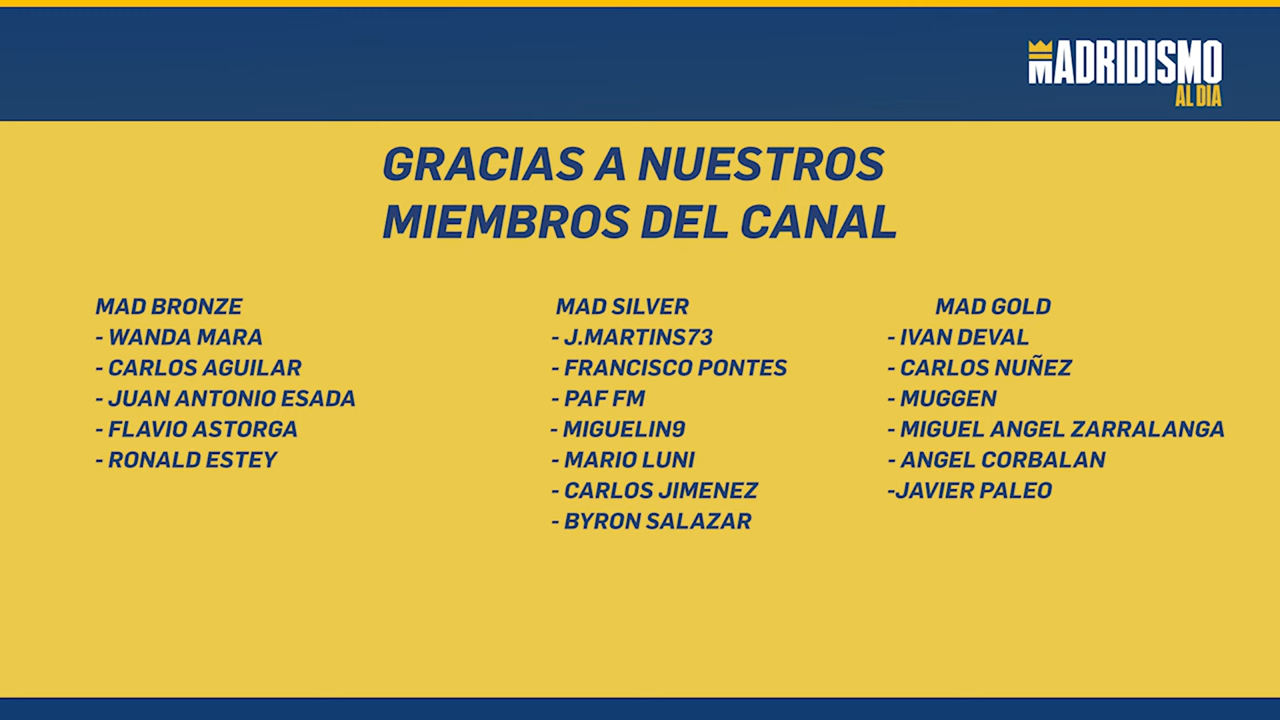 MADRIDISMO
AL DIA
GRACIAS A NUESTROS
MIEMBROS DEL CANAL
MAD BRONZE
- WANDA MARA
- CARLOS AGUILAR
- JUAN ANTONIO ESADA
- FLAVIO ASTORGA
- RONALD ESTEY
MAD SILVER
- J.MARTINS73
- FRANCISCO PONTES
- PAF FM
- MIGUELIN9
- MARIO LUNI
- CARLOS JIMENEZ
- BYRON SALAZAR
MAD GOLD
- IVAN DEVAL
- CARLOS NUÑEZ
- MUGGEN
- MIGUEL ANGEL ZARRALANGA
- ANGEL CORBALAN
-JAVIER PALEO